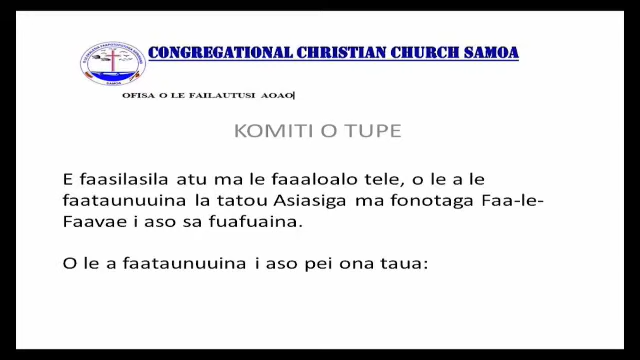 CONGREGATIONAL CHRISTIAN CHURCH SAMOA
OFISA O LE FAILAUTUSI AOAO
KOMITI O TUPE
E faasilasila atu ma le faaaloalo tele, o le a le
faataunuuina la tatou Asiasiga ma fonotaga Faa-le-
Faavae i aso sa fuafuaina.
O le a faataunuuina i aso pei ona taua: